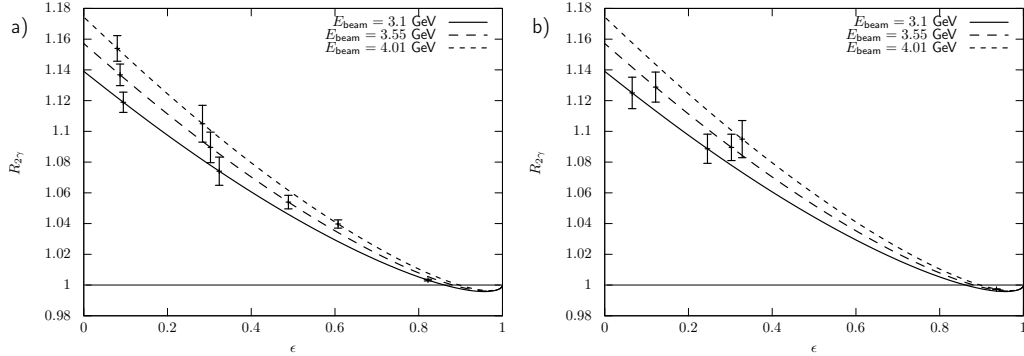 a)
E_beam = 3.1 GeV
E_beam = 3.55 GeV
E_beam = 4.01 GeV
R_2γ
1.18
1.16
1.14
1.12
1.1
1.08
1.06
1.04
1.02
1
0.98
0 0.2 0.4 0.6 0.8 1
ϵ
b)
E_beam = 3.1 GeV
E_beam = 3.55 GeV
E_beam = 4.01 GeV
R_2γ
1.18
1.16
1.14
1.12
1.1
1.08
1.06
1.04
1.02
1
0.98
0 0.2 0.4 0.6 0.8 1
ϵ